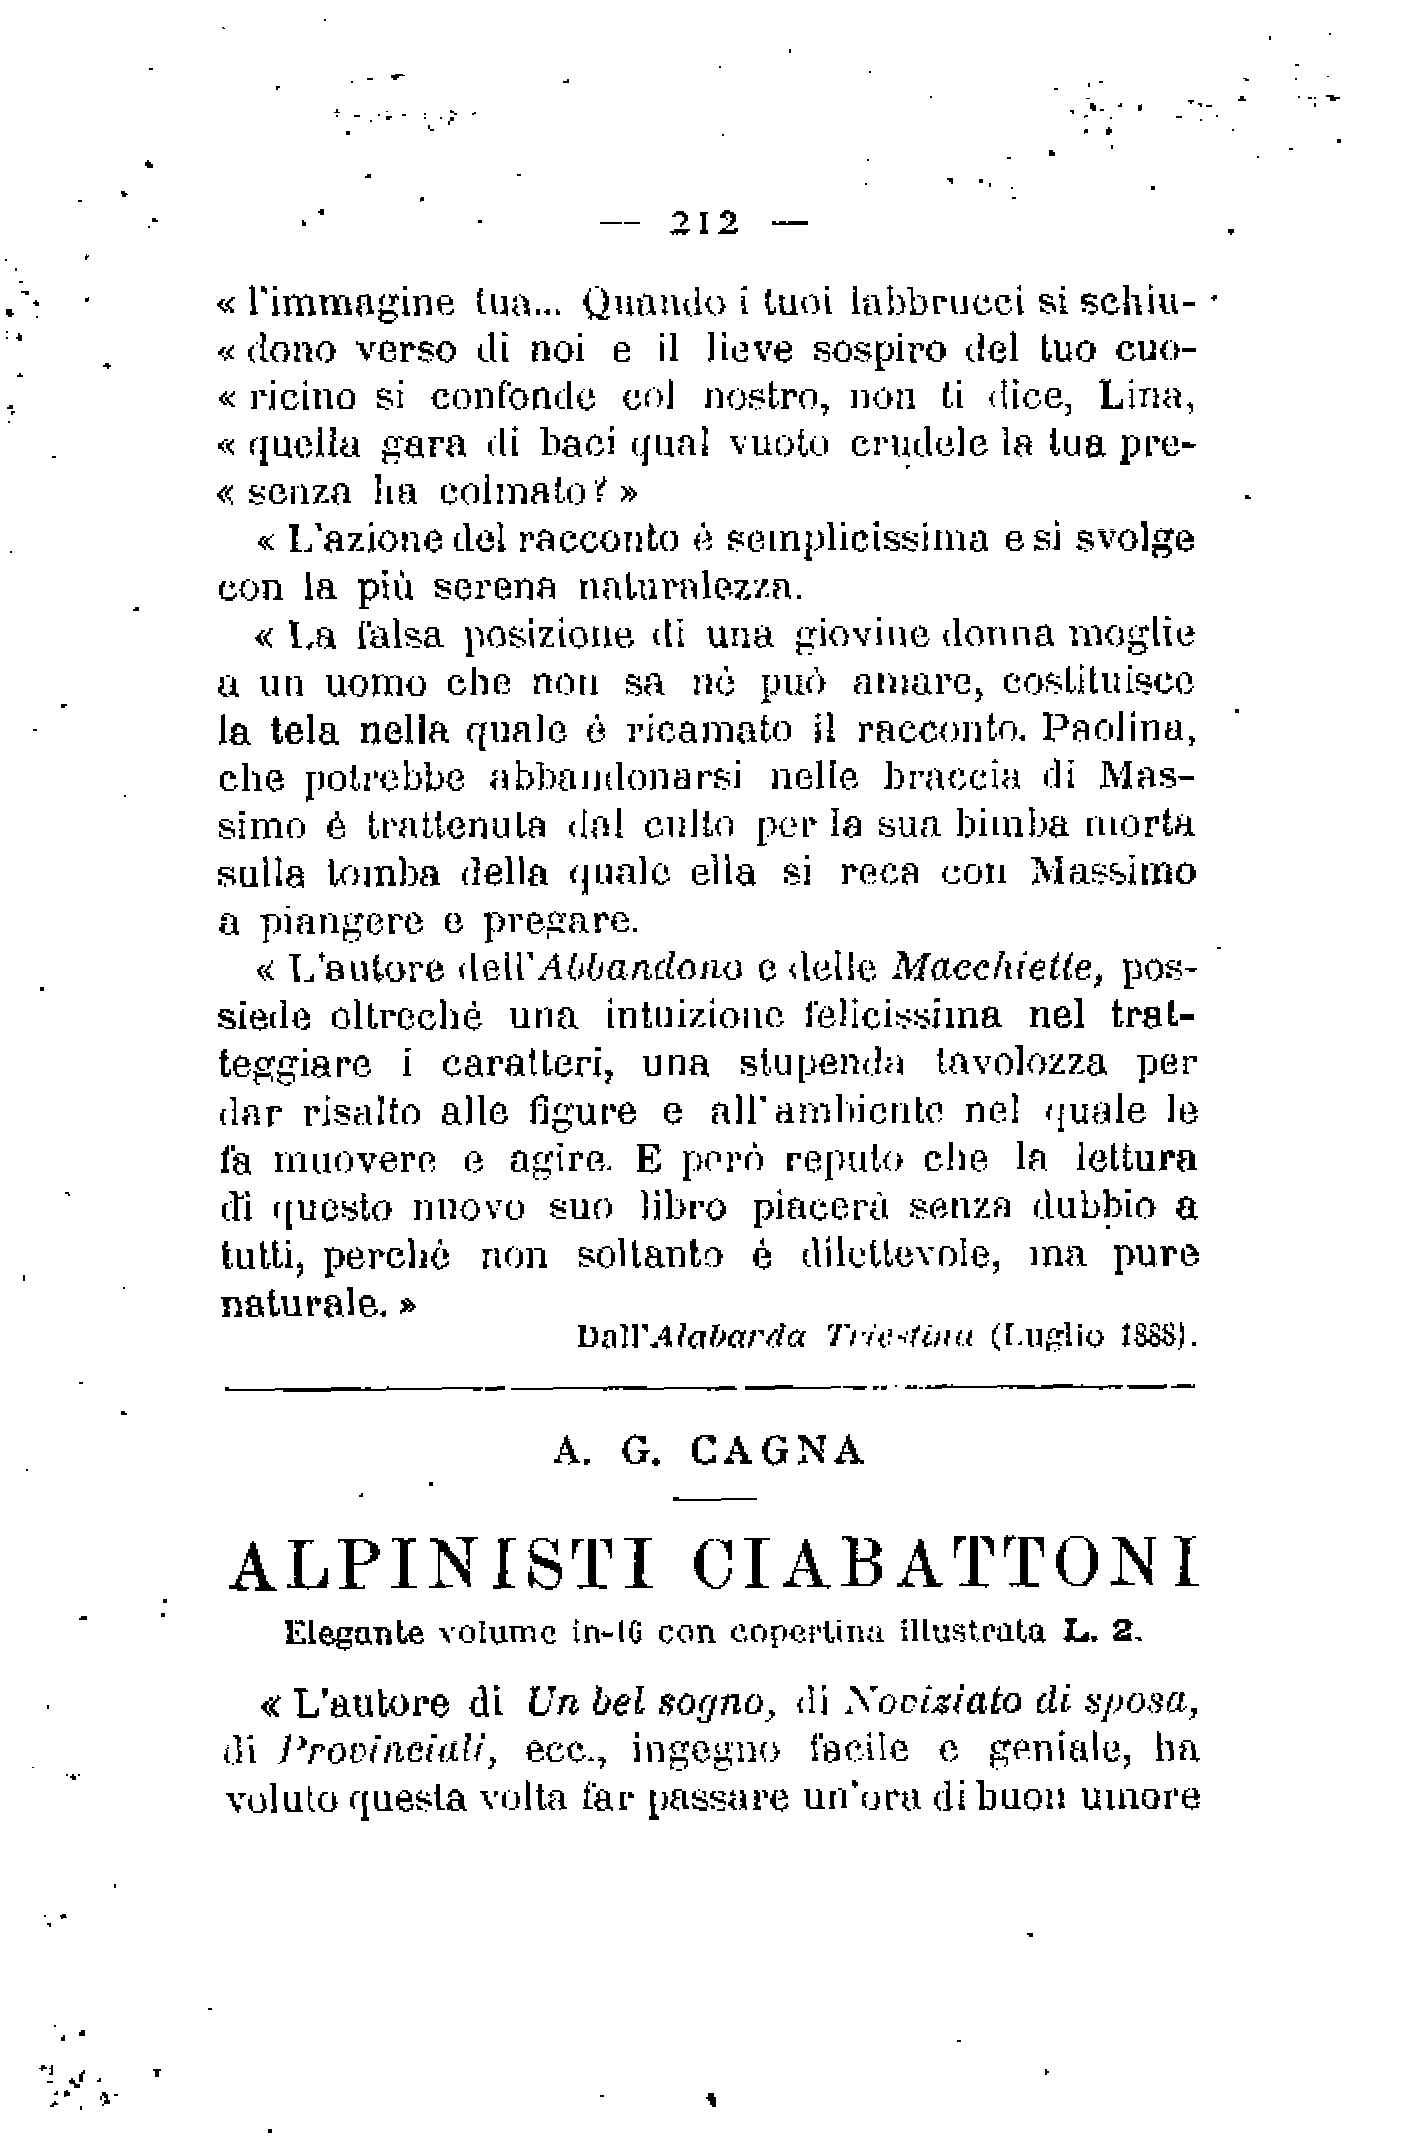 — 212 —
« l'immagine tua... Quando i tuoi labbrucci si schiu-
« dono verso di noi e il lieve sospiro del tuo cuo-
« ricino si confonde col nostro, non ti dice, Lina,
« quella gara di baci qual vuoto crudele la tua pre-
« senza ha colmato? »
« L'azione del racconto è semplicissima e si svolge
con la più serena naturalezza.
« La falsa posizione di una giovine donna moglie
a un uomo che non sa nè può amare, costituisce
la tela nella quale è ricamato il racconto. Paolina,
che potrebbe abbandonarsi nelle braccia di Mas-
simo è trattenuta dal culto per la sua bimba morta
sulla tomba della quale ella si reca con Massimo
a piangere e pregare.
« L'autore dell'Abbandono e delle Macchiette, pos-
siede oltrechè una intuizione felicissima nel trat-
teggiare i caratteri, una stupenda tavolozza per
dar risalto alle figure e all'ambiente nel quale le
fa muovere e agire. E però reputo che la lettura
di questo nuovo suo libro piacerà senza dubbio a
tutti, perchè non soltanto è dilettevole, ma pure
naturale. »
Dall'Alabarda Triestina (Luglio 1888).
A. G. CAGNA
ALPINISTI CIABATTONI
Elegante volume in-16 con copertina illustrata L. 2.
« L'autore di Un bel sogno, di Noviziato di sposa,
di Provinciali, ecc., ingegno facile e geniale, ha
voluto questa volta far passare un'ora di buon umore